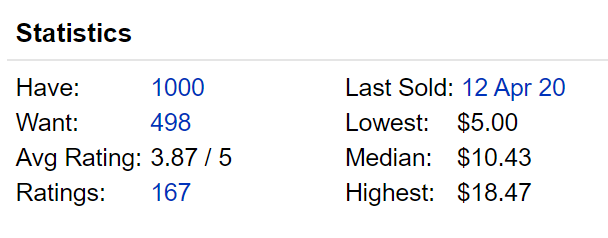 Statistics
Have: 1000 Last Sold: 12 Apr 20
Want: 498 Lowest: $5.00
Avg Rating: 3.87 / 5 Median: $10.43
Ratings: 167 Highest: $18.47